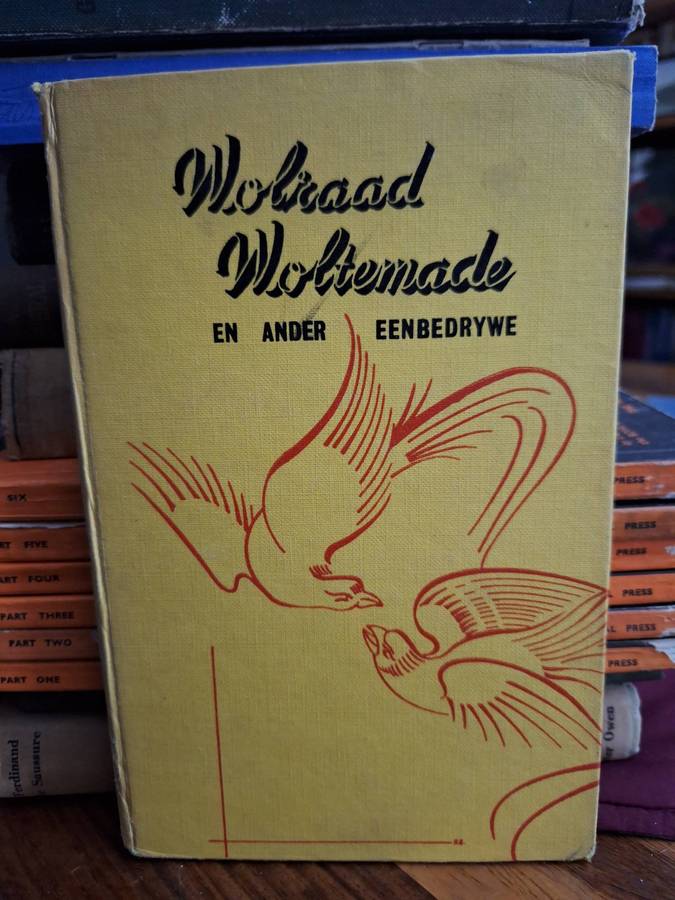 Wolraad
Woltemade
EN ANDER EENBEDRYWE
SIX
FIVE
PART FOUR
PART THREE
PART TWO
PART ONE
PRESS
PRESS
PRESS
PRESS
PRESS
PRESS
Ferdinand
Saussure
Owen